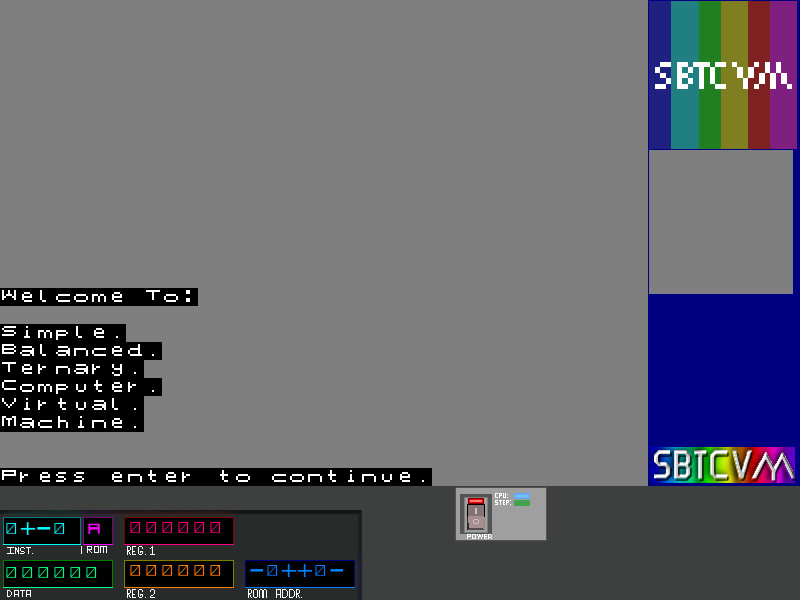 SBTCVM
Welcome To:
Simple.
Balanced.
Ternary.
Computer.
Virtual.
Machine.
Press enter to continue.
SBTCVM
CPU:
STEP:
POWER
0+-0 A 000000
INST. ROM REG.1
000000 000000 -0++0-
DATA REG.2 ROM ADDR.